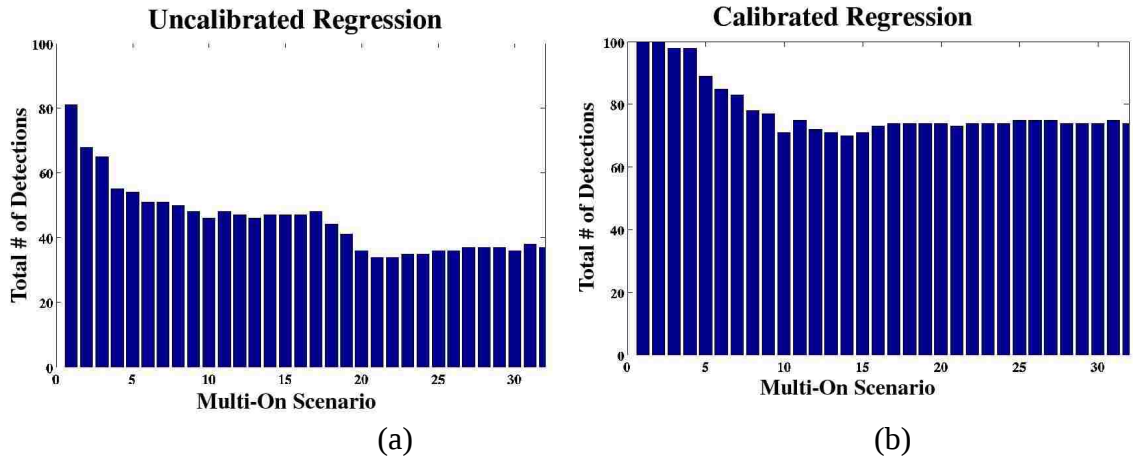 Uncalibrated Regression
100
80
60
40
20
0
Total # of Detections
0 5 10 15 20 25 30
Multi-On Scenario
(a)
Calibrated Regression
100
80
60
40
20
0
Total # of Detections
0 5 10 15 20 25 30
Multi-On Scenario
(b)